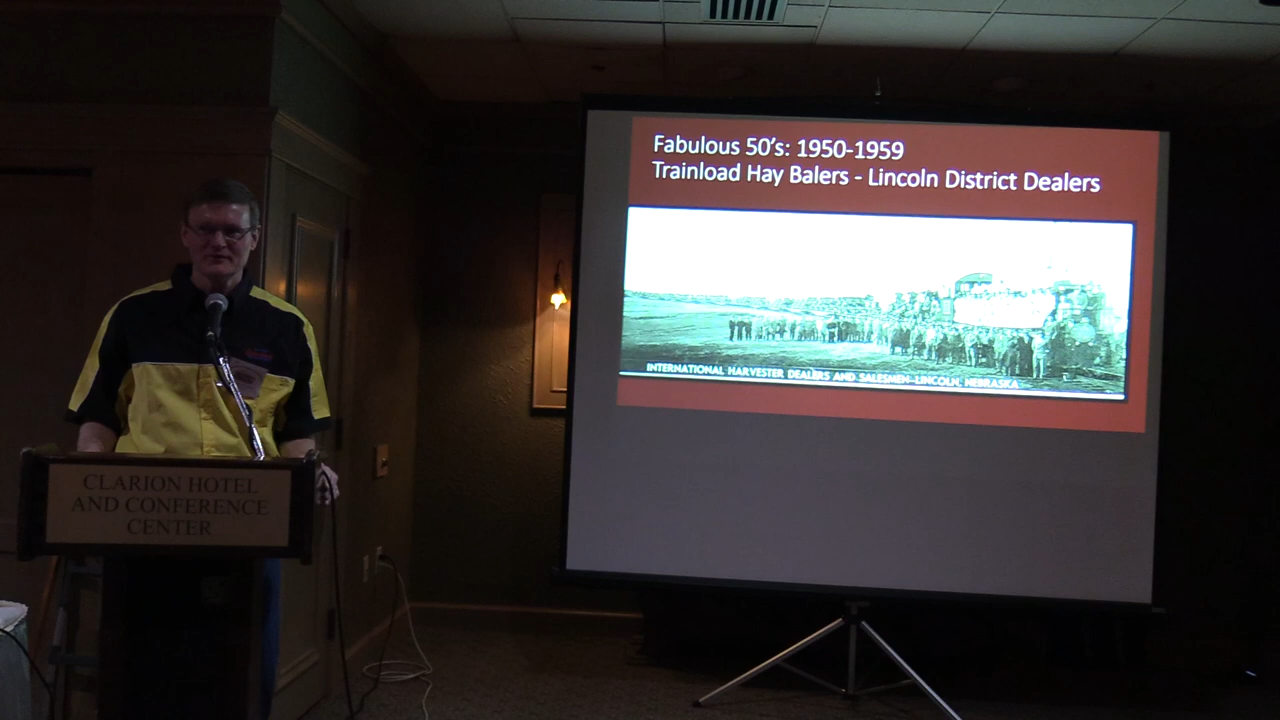 Fabulous 50's: 1950-1959
Trainload Hay Balers - Lincoln District Dealers
INTERNATIONAL HARVESTER DEALERS AND SALESMEN-LINCOLN, NEBRASKA
CLARION HOTEL
AND CONFERENCE
CENTER